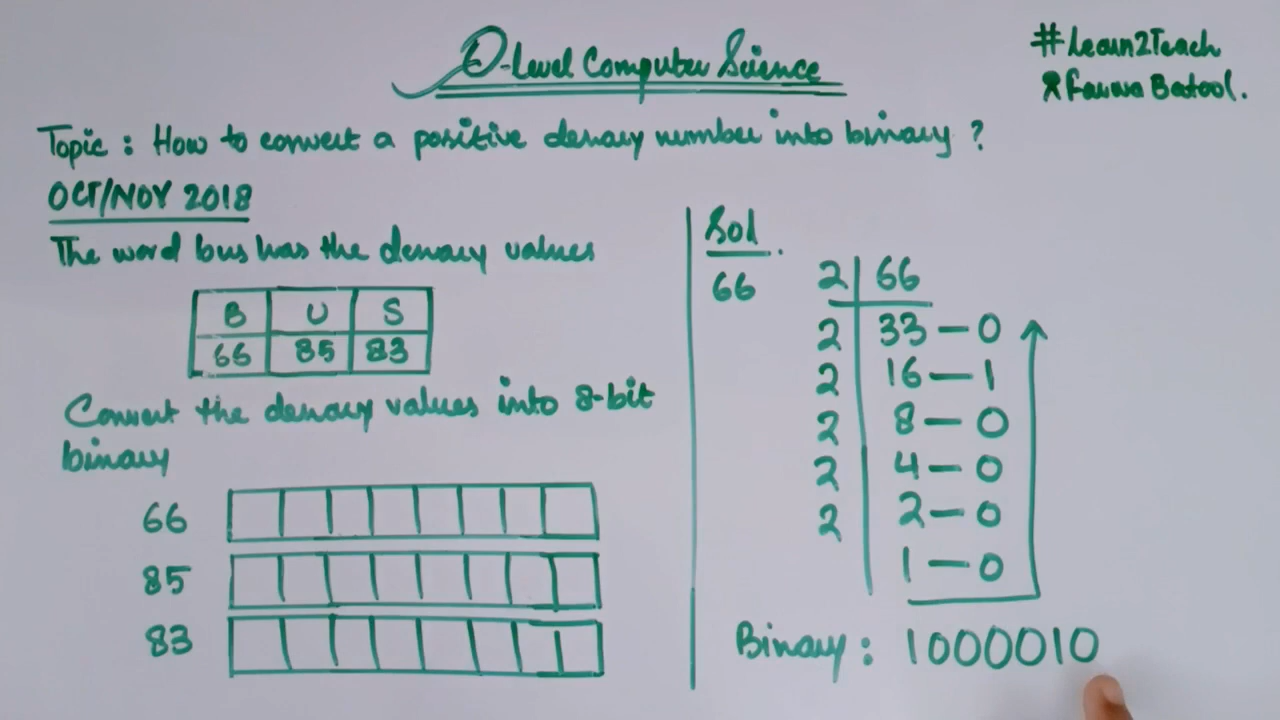 O-Level Computer Science
#Learn2Teach
Farwa Batool.
Topic : How to convert a positive denary number into binary ?
OCT/NOV 2018
The word bus has the denary values
B U S
66 85 83
Convert the denary values into 8-bit
binary
66
85
83
Sol
66
2 66
2 33 — 0
2 16 — 1
2 8 — 0
2 4 — 0
2 2 — 0
1 — 0
Binary : 1000010